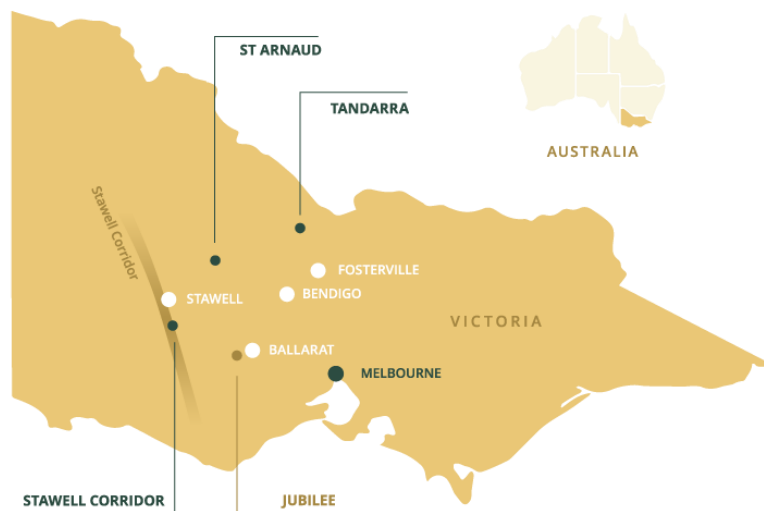 ST ARNAUD
TANDARRA
AUSTRALIA
Stawell Corridor
FOSTERVILLE
BENDIGO
STAWELL
VICTORIA
BALLARAT
MELBOURNE
STAWELL CORRIDOR
JUBILEE